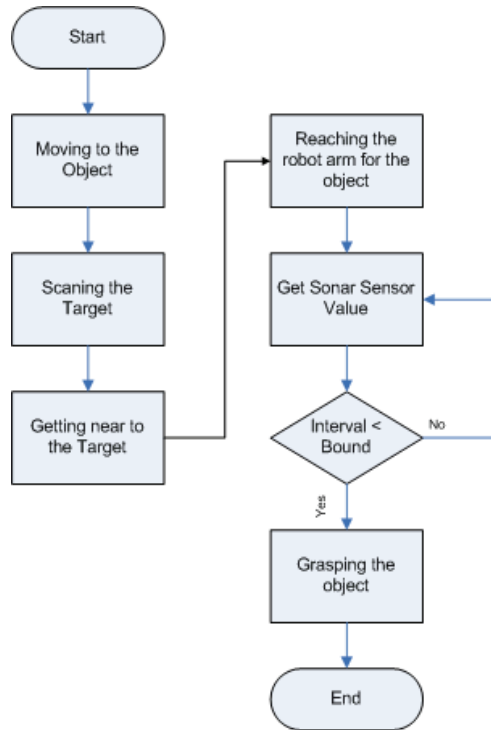 Start
Moving to the
Object
Scaning the
Target
Getting near to
the Target
Reaching the
robot arm for the
object
Get Sonar Sensor
Value
Interval <
Bound
No
Yes
Grasping the
object
End